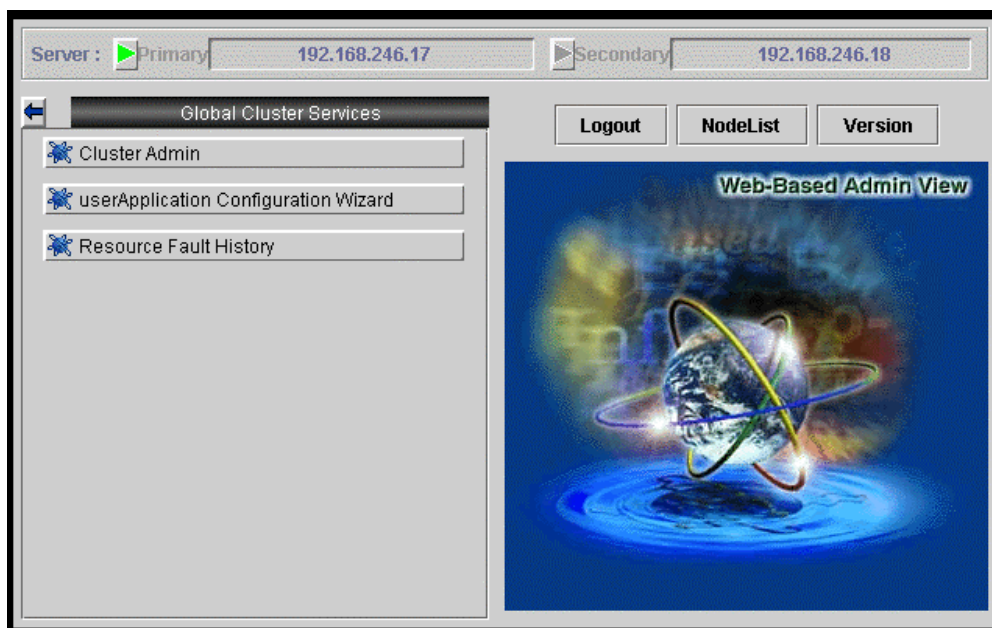 Server : Primary 192.168.246.17 Secondary 192.168.246.18
Global Cluster Services
Logout NodeList Version
Cluster Admin
userApplication Configuration Wizard
Resource Fault History
Web-Based Admin View